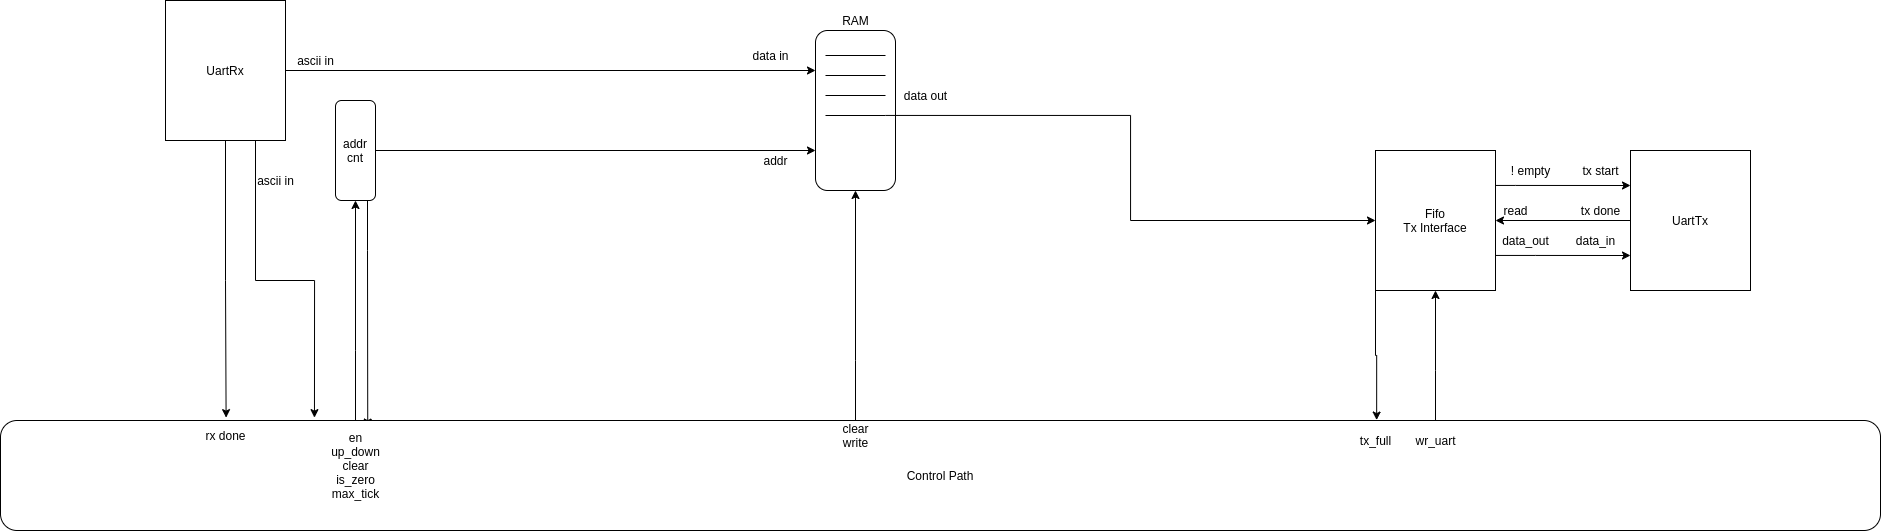 RAM
UartRx
ascii in
data in
data out
addr
cnt
addr
ascii in
! empty
tx start
Fifo
Tx Interface
read
tx done
UartTx
data_out
data_in
rx done
en
up_down
clear
is_zero
max_tick
clear
write
tx_full
wr_uart
Control Path